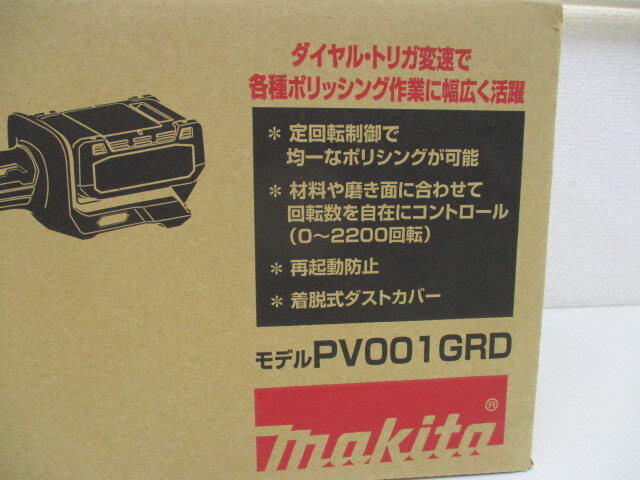 ダイヤル・トリガ変速で
各種ポリッシング作業に幅広く活躍
＊ 定回転制御で
均一なポリシングが可能
＊ 材料や磨き面に合わせて
回転数を自在にコントロール
（0～2200回転）
＊ 再起動防止
＊ 着脱式ダストカバー
モデルPV001GRD
makita®